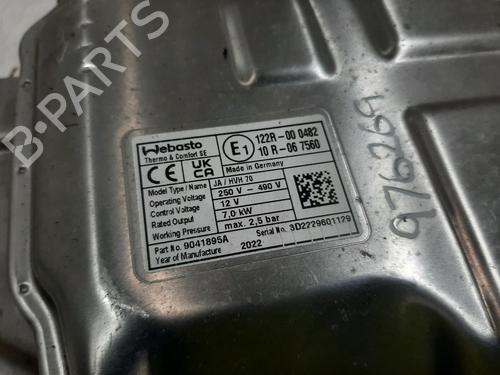 Webasto
Thermo & Comfort SE
CE UK CA
E1
122R-00 0482
10 R-06 7560
Made in Germany
Model Type / Name JA / HVH 70
Operating Voltage 250 V - 490 V
Control Voltage 12 V
Rated Output 7,0 kW
Working Pressure max. 2,5 bar
Part No. 9041895A Serial No. 3D2229601129
Year of Manufacture 2022
B-PARTS